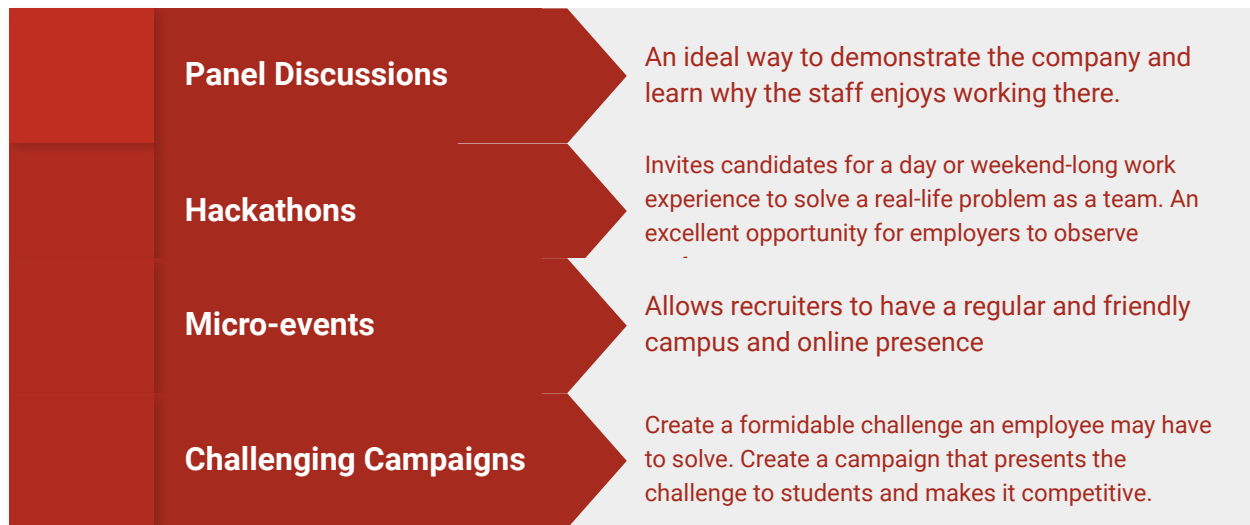 Panel Discussions
An ideal way to demonstrate the company and
learn why the staff enjoys working there.
Hackathons
Invites candidates for a day or weekend-long work
experience to solve a real-life problem as a team. An
excellent opportunity for employers to observe
Micro-events
Allows recruiters to have a regular and friendly
campus and online presence
Challenging Campaigns
Create a formidable challenge an employee may have
to solve. Create a campaign that presents the
challenge to students and makes it competitive.